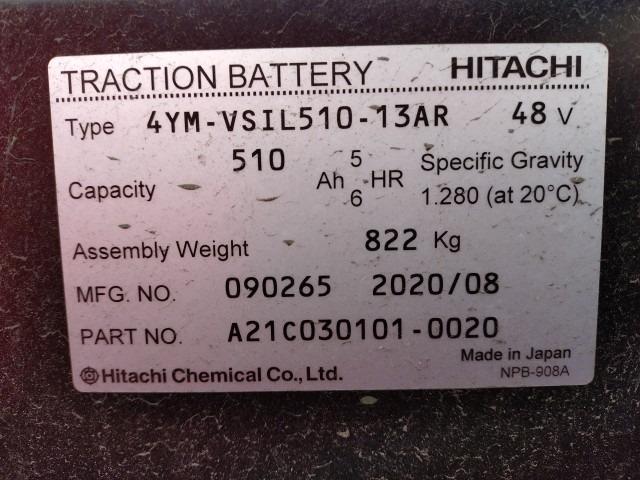 TRACTION BATTERY HITACHI
Type 4YM-VSIL510-13AR 48 V
Capacity 510 Ah 5 HR Specific Gravity
6 1.280 (at 20°C)
Assembly Weight 822 Kg
MFG. NO. 090265 2020/08
PART NO. A21C030101-0020
Made in Japan
Hitachi Chemical Co., Ltd. NPB-908A